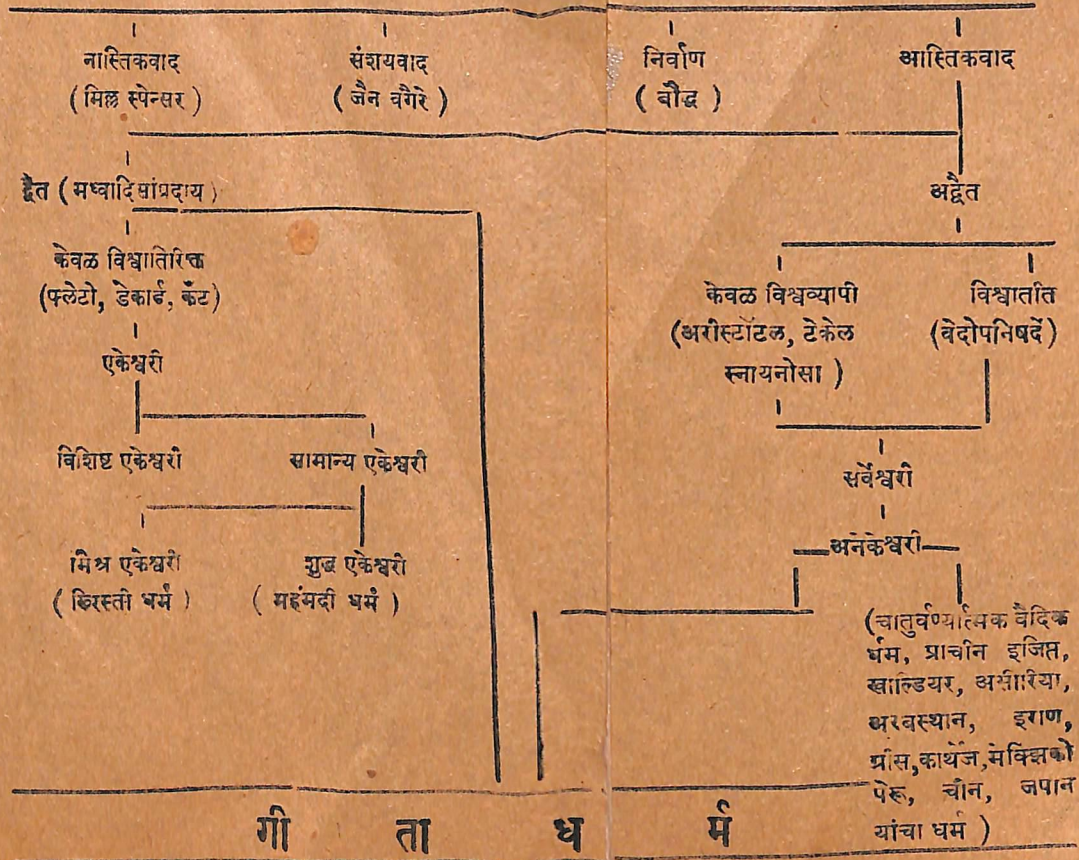 नास्तिकवाद संशयवाद निर्वाण आस्तिकवाद
(मिल्ल स्पेन्सर) (जैन वगैरे) (बौद्ध)
द्वैत (मध्वादि सांप्रदाय) अद्वैत
केवळ विश्वातिरिक्त केवळ विश्वव्यापी विश्वातीत
(प्लेटो, डेकार्ड, कँट) (अरीस्टॉटल, टेकेल (वेदोपनिषदें)
स्नायनोसा)
एकेश्वरी
विशिष्ट एकेश्वरी सामान्य एकेश्वरी
सर्वेश्वरी
अनेकेश्वरी
मिश्र एकेश्वरी शुद्ध एकेश्वरी
(ख्रिस्ती धर्म) (महंमदी धर्म)
(चातुर्वर्ण्यात्मक वैदिक
धर्म, प्राचीन इजिप्त,
खाल्डियर, असीरिया,
अरबस्थान, इराण,
ग्रीस, कार्थेज, मेक्झिको
पेरू, चीन, जपान
यांचा धर्म)
गी ता ध र्म